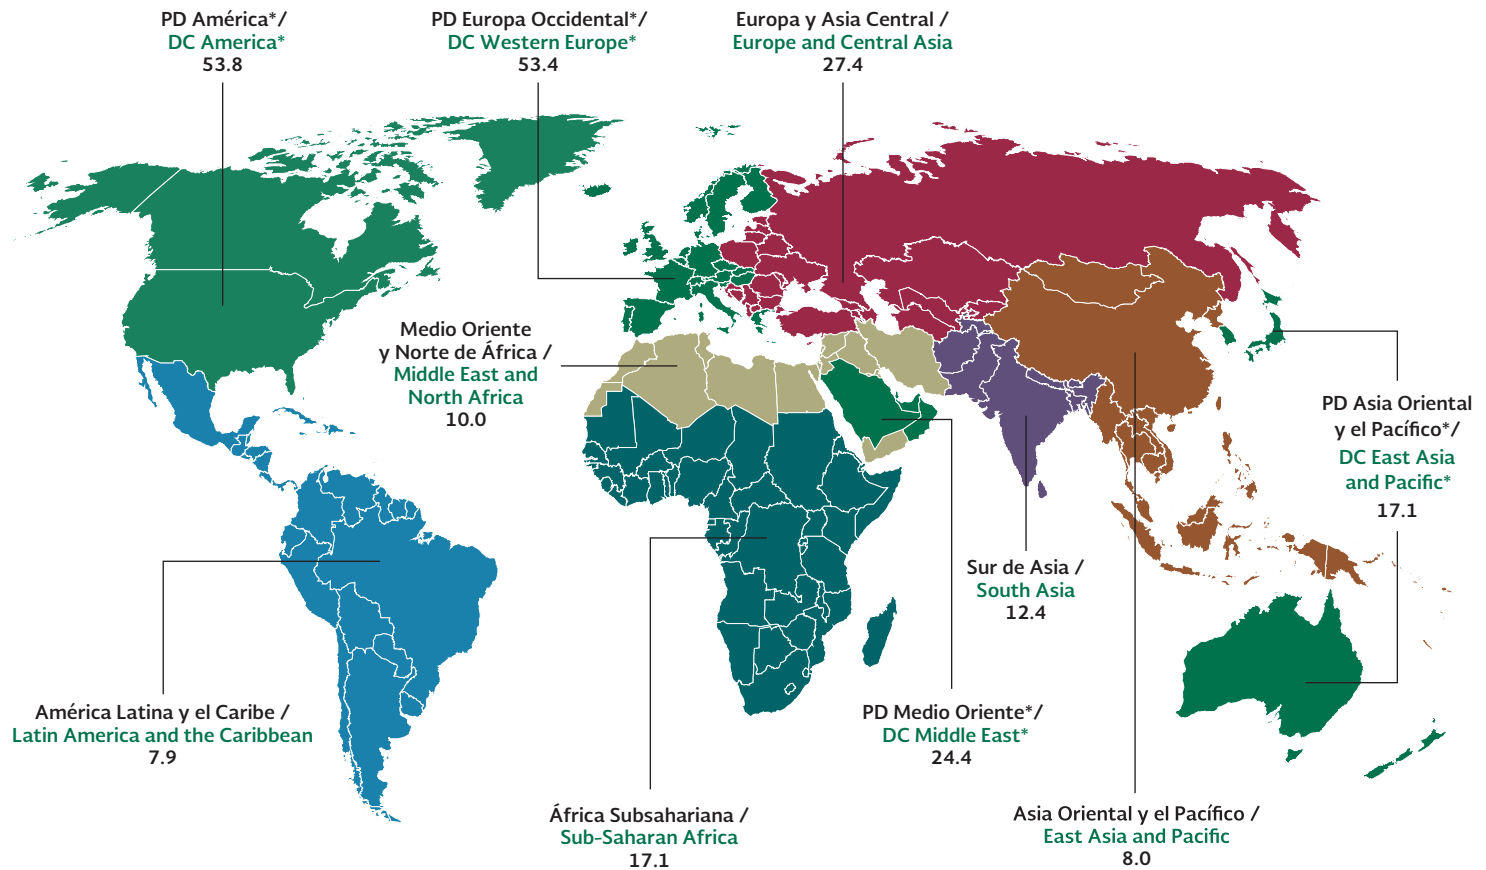 PD América*/
DC America*
53.8
PD Europa Occidental*/
DC Western Europe*
53.4
Europa y Asia Central /
Europe and Central Asia
27.4
Medio Oriente
y Norte de África /
Middle East and
North Africa
10.0
PD Asia Oriental
y el Pacífico*/
DC East Asia
and Pacific*
17.1
Sur de Asia /
South Asia
12.4
América Latina y el Caribe /
Latin America and the Caribbean
7.9
PD Medio Oriente*/
DC Middle East*
24.4
África Subsahariana /
Sub-Saharan Africa
17.1
Asia Oriental y el Pacífico /
East Asia and Pacific
8.0